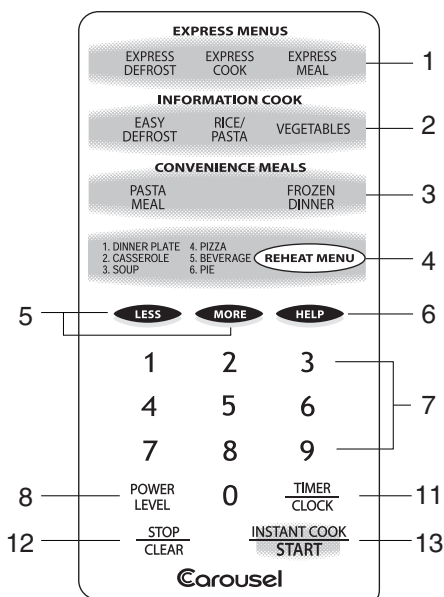 EXPRESS MENUS
EXPRESS EXPRESS EXPRESS
DEFROST COOK MEAL
1
INFORMATION COOK
EASY RICE/
DEFROST PASTA VEGETABLES
2
CONVENIENCE MEALS
PASTA FROZEN
MEAL DINNER
3
1. DINNER PLATE 4. PIZZA
2. CASSEROLE 5. BEVERAGE REHEAT MENU
3. SOUP 6. PIE
4
5 LESS MORE HELP 6
1 2 3
4 5 6
7
7 8 9
8 POWER LEVEL 0 TIMER CLOCK 11
12 STOP CLEAR INSTANT COOK START 13
Carousel